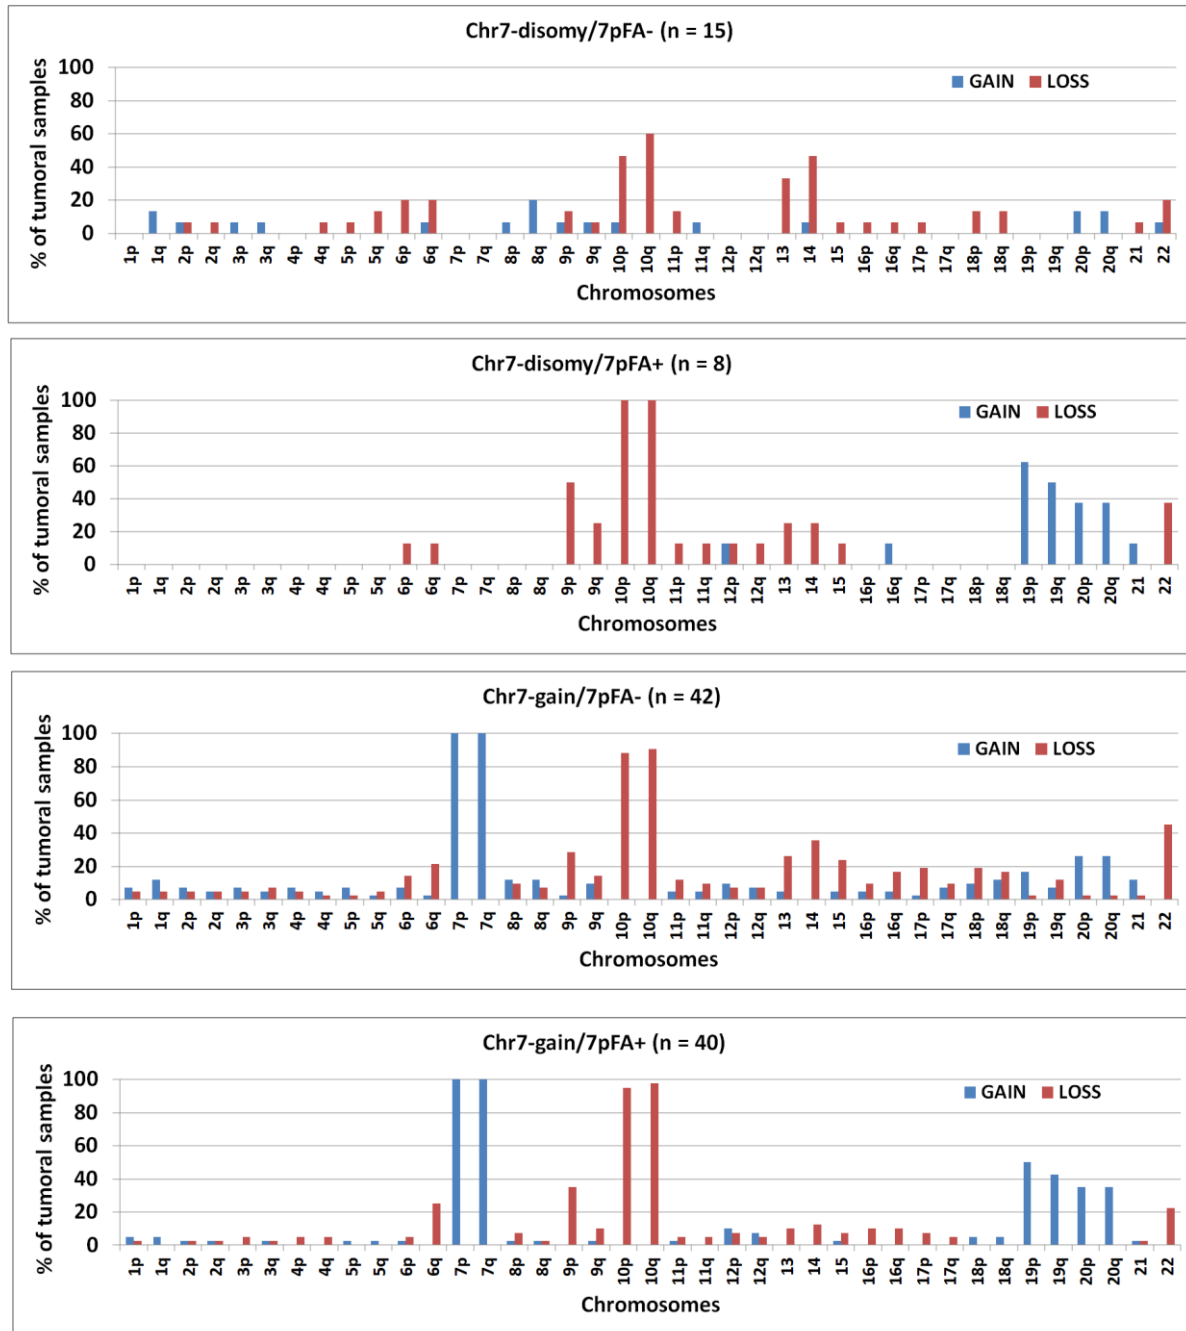 Chr7-disomy/7pFA- (n = 15)
% of tumoral samples
100
80
60
40
20
0
GAIN LOSS
1p 1q 2p 2q 3p 3q 4p 4q 5p 5q 6p 6q 7p 7q 8p 8q 9p 9q 10p 10q 11p 11q 12p 12q 13 14 15 16p 16q 17p 17q 18p 18q 19p 19q 20p 20q 21 22
Chromosomes
Chr7-disomy/7pFA+ (n = 8)
% of tumoral samples
100
80
60
40
20
0
GAIN LOSS
1p 1q 2p 2q 3p 3q 4p 4q 5p 5q 6p 6q 7p 7q 8p 8q 9p 9q 10p 10q 11p 11q 12p 12q 13 14 15 16p 16q 17p 17q 18p 18q 19p 19q 20p 20q 21 22
Chromosomes
Chr7-gain/7pFA- (n = 42)
% of tumoral samples
100
80
60
40
20
0
GAIN LOSS
1p 1q 2p 2q 3p 3q 4p 4q 5p 5q 6p 6q 7p 7q 8p 8q 9p 9q 10p 10q 11p 11q 12p 12q 13 14 15 16p 16q 17p 17q 18p 18q 19p 19q 20p 20q 21 22
Chromosomes
Chr7-gain/7pFA+ (n = 40)
% of tumoral samples
100
80
60
40
20
0
GAIN LOSS
1p 1q 2p 2q 3p 3q 4p 4q 5p 5q 6p 6q 7p 7q 8p 8q 9p 9q 10p 10q 11p 11q 12p 12q 13 14 15 16p 16q 17p 17q 18p 18q 19p 19q 20p 20q 21 22
Chromosomes